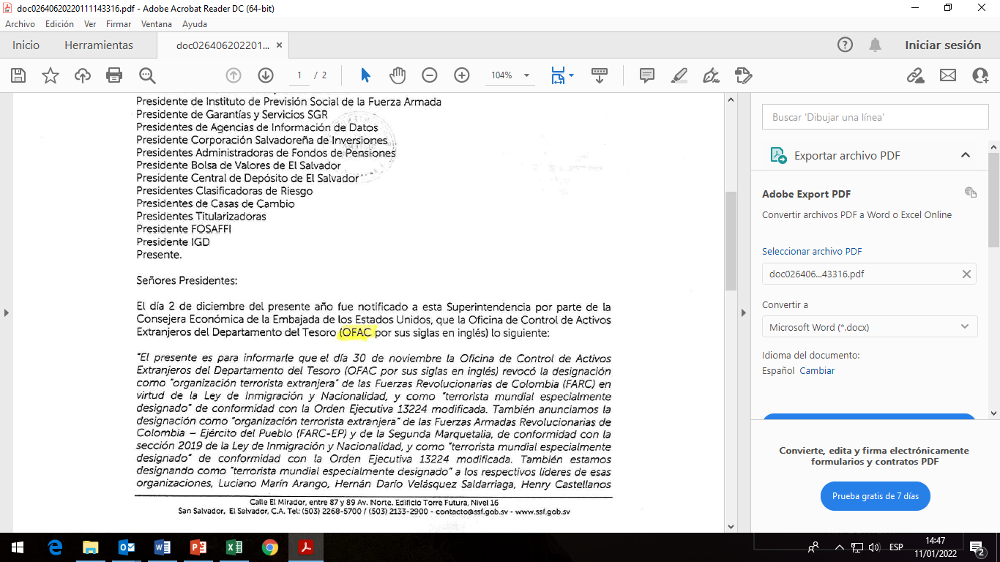 doc02640620220111143316.pdf - Adobe Acrobat Reader DC (64-bit)
Archivo Edición Ver Firmar Ventana Ayuda
Inicio Herramientas doc026406202201... × Iniciar sesión
1 / 2 104%
Presidente de Instituto de Previsión Social de la Fuerza Armada
Presidente de Garantías y Servicios SGR
Presidentes de Agencias de Información de Datos
Presidente Corporación Salvadoreña de Inversiones
Presidentes Administradoras de Fondos de Pensiones
Presidente Bolsa de Valores de El Salvador
Presidente Central de Depósito de El Salvador
Presidentes Clasificadoras de Riesgo
Presidentes de Casas de Cambio
Presidentes Titularizadoras
Presidente FOSAFFI
Presidente IGD
Presente.
Señores Presidentes:
El día 2 de diciembre del presente año fue notificado a esta Superintendencia por parte de la
Consejera Económica de la Embajada de los Estados Unidos, que la Oficina de Control de Activos
Extranjeros del Departamento del Tesoro (OFAC por sus siglas en inglés) lo siguiente:
"El presente es para informarle que el día 30 de noviembre la Oficina de Control de Activos
Extranjeros del Departamento del Tesoro (OFAC por sus siglas en inglés) revocó la designación
como "organización terrorista extranjera" de las Fuerzas Revolucionarias de Colombia (FARC) en
virtud de la Ley de Inmigración y Nacionalidad, y como "terrorista mundial especialmente
designado" de conformidad con la Orden Ejecutiva 13224 modificada. También anunciamos la
designación como "organización terrorista extranjera" de las Fuerzas Armadas Revolucionarias de
Colombia – Ejército del Pueblo (FARC-EP) y de la Segunda Marquetalia, de conformidad con la
sección 2019 de la Ley de Inmigración y Nacionalidad, y como "terrorista mundial especialmente
designado" de conformidad con la Orden Ejecutiva 13224 modificada. También estamos
designando como "terrorista mundial especialmente designado" a los respectivos líderes de esas
organizaciones, Luciano Marín Arango, Hernán Darío Velásquez Saldarriaga, Henry Castellanos
Calle El Mirador, entre 87 y 89 Av. Norte. Edificio Torre Futura, Nivel 16
San Salvador, El Salvador, C.A. Tel: (503) 2268-5700 / (503) 2133-2900 - contacto@ssf.gob.sv - www.ssf.gob.sv
Buscar 'Dibujar una línea'
Exportar archivo PDF
Adobe Export PDF
Convertir archivos PDF a Word o Excel Online
Seleccionar archivo PDF
doc026406...43316.pdf
Convertir a
Microsoft Word (*.docx)
Idioma del documento:
Español Cambiar
Convierte, edita y firma electrónicamente
formularios y contratos PDF
Prueba gratis de 7 días
ESP
14:47
11/01/2022
2